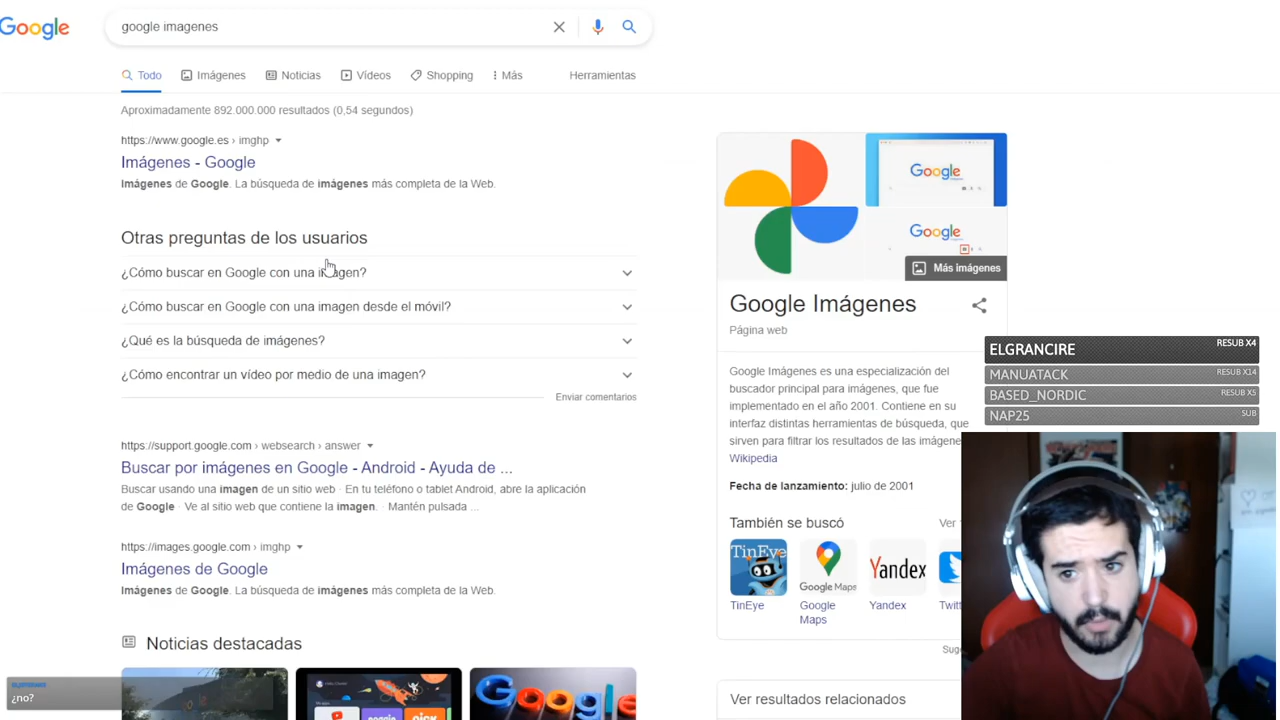 Google
google imagenes
Todo
Imágenes
Noticias
Vídeos
Shopping
Más
Herramientas
Aproximadamente 892.000.000 resultados (0,54 segundos)
https://www.google.es › imghp
Imágenes - Google
Imágenes de Google. La búsqueda de imágenes más completa de la Web.
Otras preguntas de los usuarios
¿Cómo buscar en Google con una imagen?
¿Cómo buscar en Google con una imagen desde el móvil?
¿Qué es la búsqueda de imágenes?
¿Cómo encontrar un vídeo por medio de una imagen?
Enviar comentarios
https://support.google.com › websearch › answer
Buscar por imágenes en Google - Android - Ayuda de ...
Buscar usando una imagen de un sitio web · En tu teléfono o tablet Android, abre la aplicación
de Google · Ve al sitio web que contiene la imagen. · Mantén pulsada ...
https://images.google.com › imghp
Imágenes de Google
Imágenes de Google. La búsqueda de imágenes más completa de la Web.
Noticias destacadas
¿no?
Google
Google
Google
Más imágenes
Google Imágenes
Página web
Google Imágenes es una especialización del
buscador principal para imágenes, que fue
implementado en el año 2001. Contiene en su
interfaz distintas herramientas de búsqueda, que
sirven para filtrar los resultados de las imágene
Wikipedia
Fecha de lanzamiento: julio de 2001
También se buscó
Ver
TinEye
Google Maps
Yandex
TinEye
Google
Maps
Yandex
Twitt
Suge
Ver resultados relacionados
ELGRANCIRE RESUB X4
MANUATACK RESUB X14
BASED_NORDIC RESUB X5
NAP25 SUB